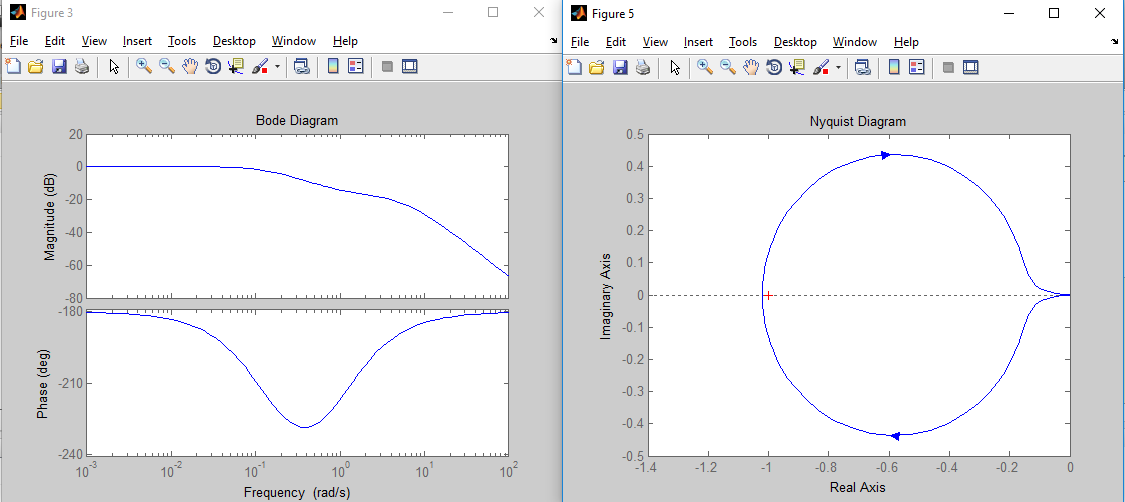 Figure 3
File Edit View Insert Tools Desktop Window Help
Bode Diagram
Magnitude (dB)
20
0
-20
-40
-60
-80
Phase (deg)
-180
-210
-240
10^-3 10^-2 10^-1 10^0 10^1 10^2
Frequency (rad/s)
Figure 5
File Edit View Insert Tools Desktop Window Help
Nyquist Diagram
Imaginary Axis
0.5
0.4
0.3
0.2
0.1
0
-0.1
-0.2
-0.3
-0.4
-0.5
-1.4 -1.2 -1 -0.8 -0.6 -0.4 -0.2 0
Real Axis